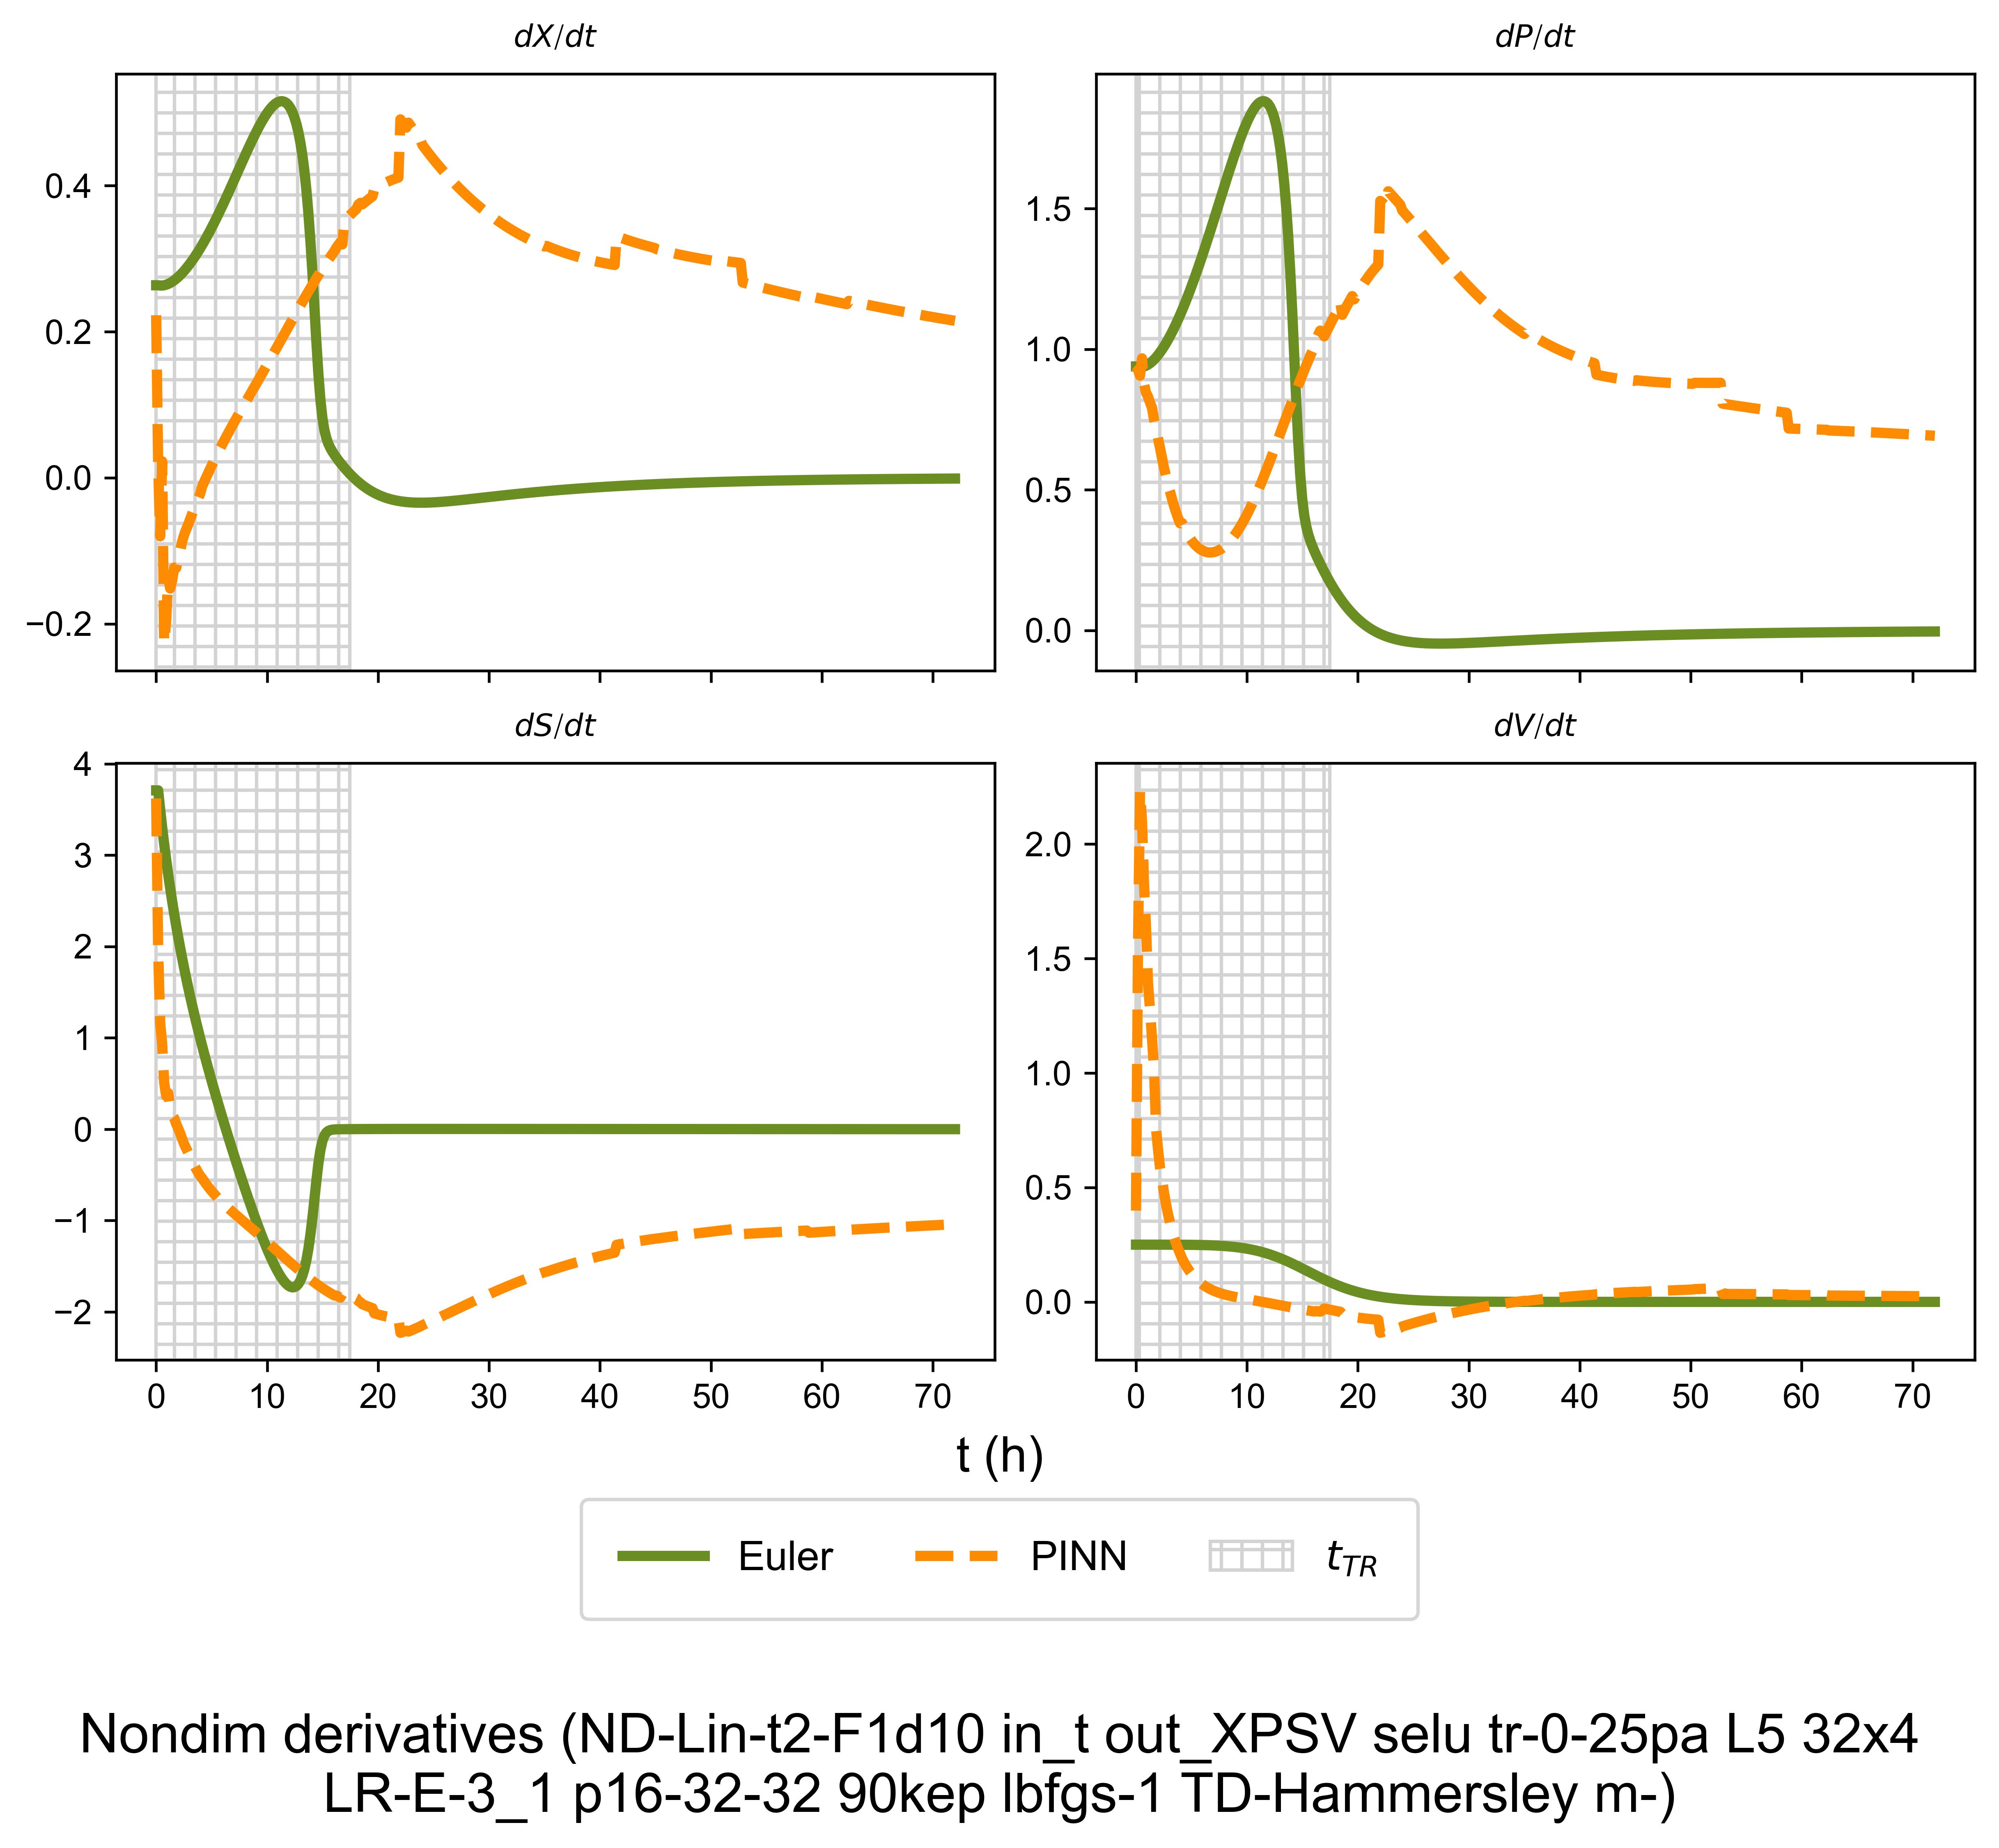 dX/dt
dP/dt
0.4
0.2
0.0
−0.2
1.5
1.0
0.5
0.0
dS/dt
dV/dt
4
3
2
1
0
−1
−2
2.0
1.5
1.0
0.5
0.0
0 10 20 30 40 50 60 70
0 10 20 30 40 50 60 70
t (h)
Euler PINN t_TR
Nondim derivatives (ND-Lin-t2-F1d10 in_t out_XPSV selu tr-0-25pa L5 32x4
LR-E-3_1 p16-32-32 90kep lbfgs-1 TD-Hammersley m-)